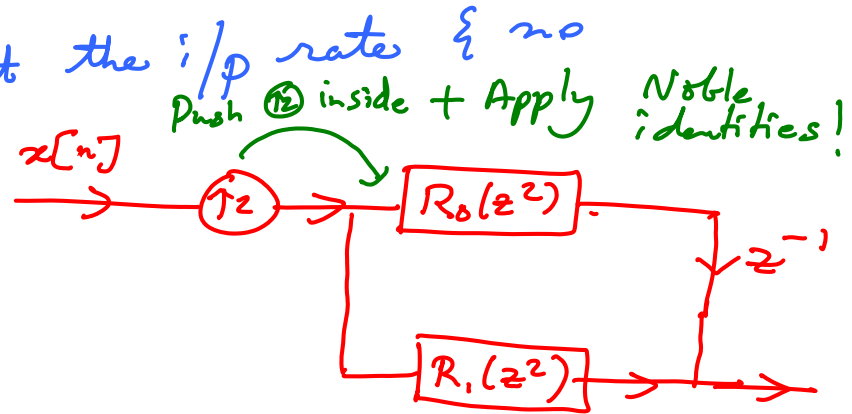 t the i/p rate & no
Push ↑2 inside + Apply Noble
identities!
x[n]
↑2
R₀(z²)
z⁻¹
R₁(z²)